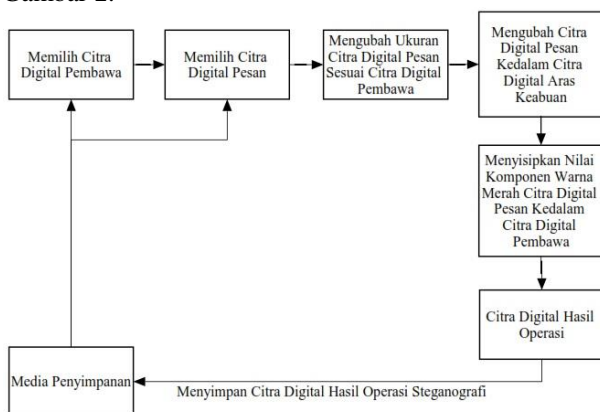 Memilih Citra
Digital Pembawa
Memilih Citra
Digital Pesan
Mengubah Ukuran
Citra Digital Pesan
Sesuai Citra Digital
Pembawa
Mengubah Citra
Digital Pesan
Kedalam Citra
Digital Aras
Keabuan
Menyisipkan Nilai
Komponen Warna
Merah Citra Digital
Pesan Kedalam
Citra Digital
Pembawa
Citra Digital Hasil
Operasi
Media Penyimpanan
Menyimpan Citra Digital Hasil Operasi Steganografi